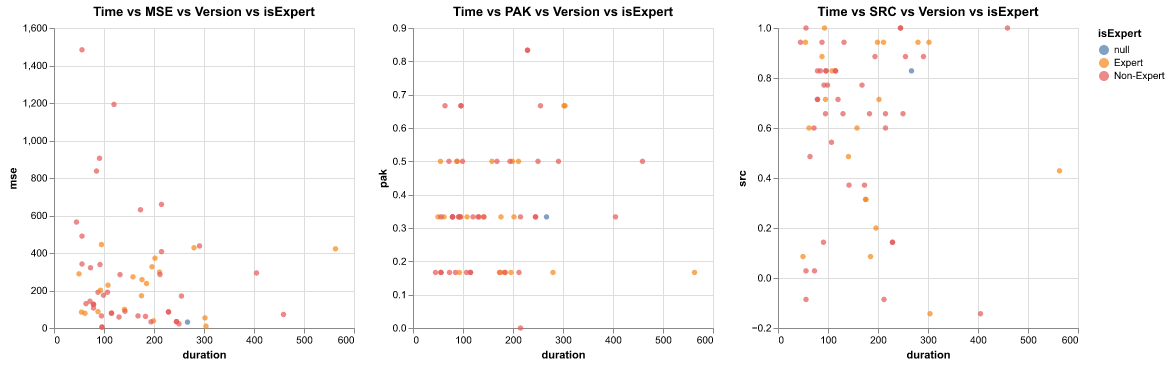 Time vs MSE vs Version vs isExpert
1,600
1,400
1,200
1,000
800
600
400
200
0
mse
0 100 200 300 400 500 600
duration
Time vs PAK vs Version vs isExpert
0.9
0.8
0.7
0.6
0.5
0.4
0.3
0.2
0.1
0.0
pak
0 100 200 300 400 500 600
duration
Time vs SRC vs Version vs isExpert
1.0
0.8
0.6
0.4
0.2
0.0
−0.2
src
0 100 200 300 400 500 600
duration
isExpert
null
Expert
Non-Expert